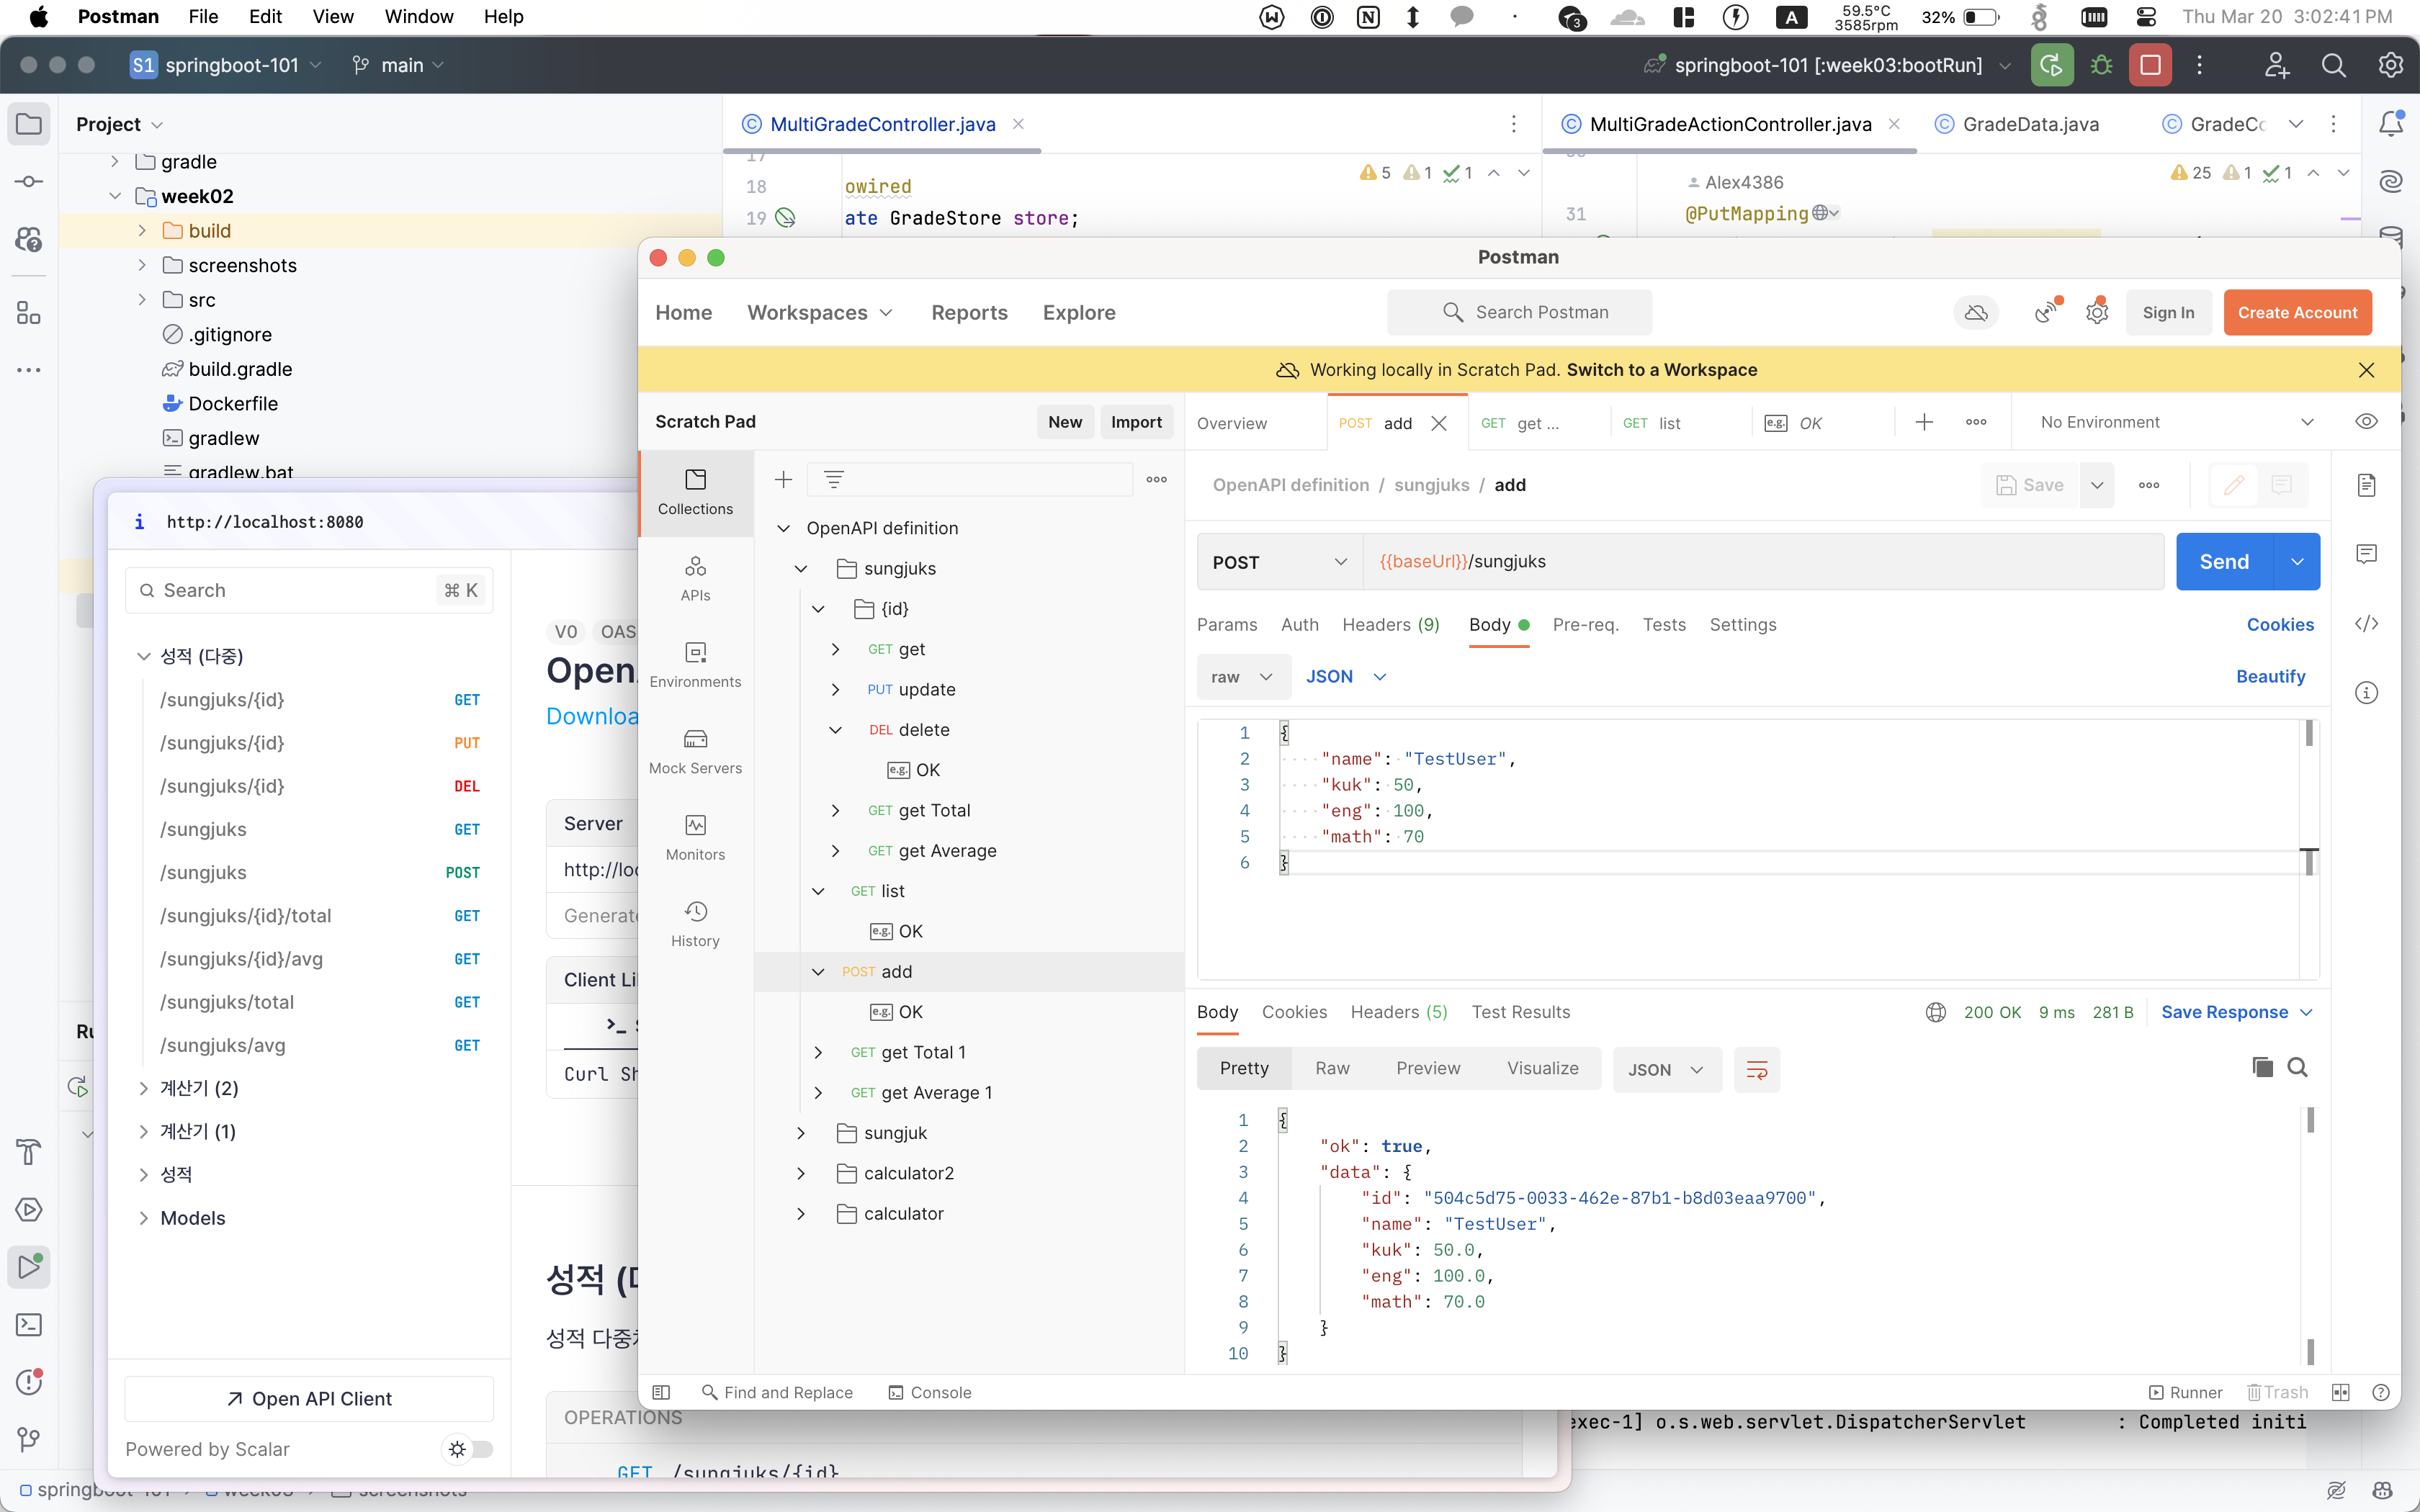 Postman File Edit View Window Help
3 A 59.5°C 3585rpm 32% Thu Mar 20 3:02:41 PM
S1 springboot-101 main springboot-101 [:week03:bootRun]
Project
gradle
week02
build
screenshots
src
.gitignore
build.gradle
Dockerfile
gradlew
gradlew.bat
MultiGradeController.java
17
18 owired
19 ate GradeStore store;
5 1 1
MultiGradeActionController.java GradeData.java GradeCo
Alex4386
31 @PutMapping
25 1 1
http://localhost:8080
Search ⌘ K
성적 (다중)
/sungjuks/{id} GET
/sungjuks/{id} PUT
/sungjuks/{id} DEL
/sungjuks GET
/sungjuks POST
/sungjuks/{id}/total GET
/sungjuks/{id}/avg GET
/sungjuks/total GET
/sungjuks/avg GET
계산기 (2)
계산기 (1)
성적
Models
Open API Client
Powered by Scalar
V0 OAS
Open
Downloa
Server
http://loc
Generate
Client Li
Curl Sh
성적 (다
성적 다중
OPERATIONS
GET /sungjuks/{id}
Postman
Home Workspaces Reports Explore
Search Postman
Sign In Create Account
Working locally in Scratch Pad. Switch to a Workspace
Scratch Pad New Import
Collections
APIs
Environments
Mock Servers
Monitors
History
OpenAPI definition
sungjuks
{id}
GET get
PUT update
DEL delete
e.g. OK
GET get Total
GET get Average
GET list
e.g. OK
POST add
e.g. OK
GET get Total 1
GET get Average 1
sungjuk
calculator2
calculator
Overview POST add GET get ... GET list e.g. OK No Environment
OpenAPI definition / sungjuks / add Save
POST {{baseUrl}}/sungjuks Send
Params Auth Headers (9) Body Pre-req. Tests Settings Cookies
raw JSON Beautify
1 {
2 "name": "TestUser",
3 "kuk": 50,
4 "eng": 100,
5 "math": 70
6 }
Body Cookies Headers (5) Test Results 200 OK 9 ms 281 B Save Response
Pretty Raw Preview Visualize JSON
1 {
2 "ok": true,
3 "data": {
4 "id": "504c5d75-0033-462e-87b1-b8d03eaa9700",
5 "name": "TestUser",
6 "kuk": 50.0,
7 "eng": 100.0,
8 "math": 70.0
9 }
10 }
Find and Replace Console Runner Trash
exec-1] o.s.web.servlet.DispatcherServlet : Completed initi
springboot-101 week03 screenshots